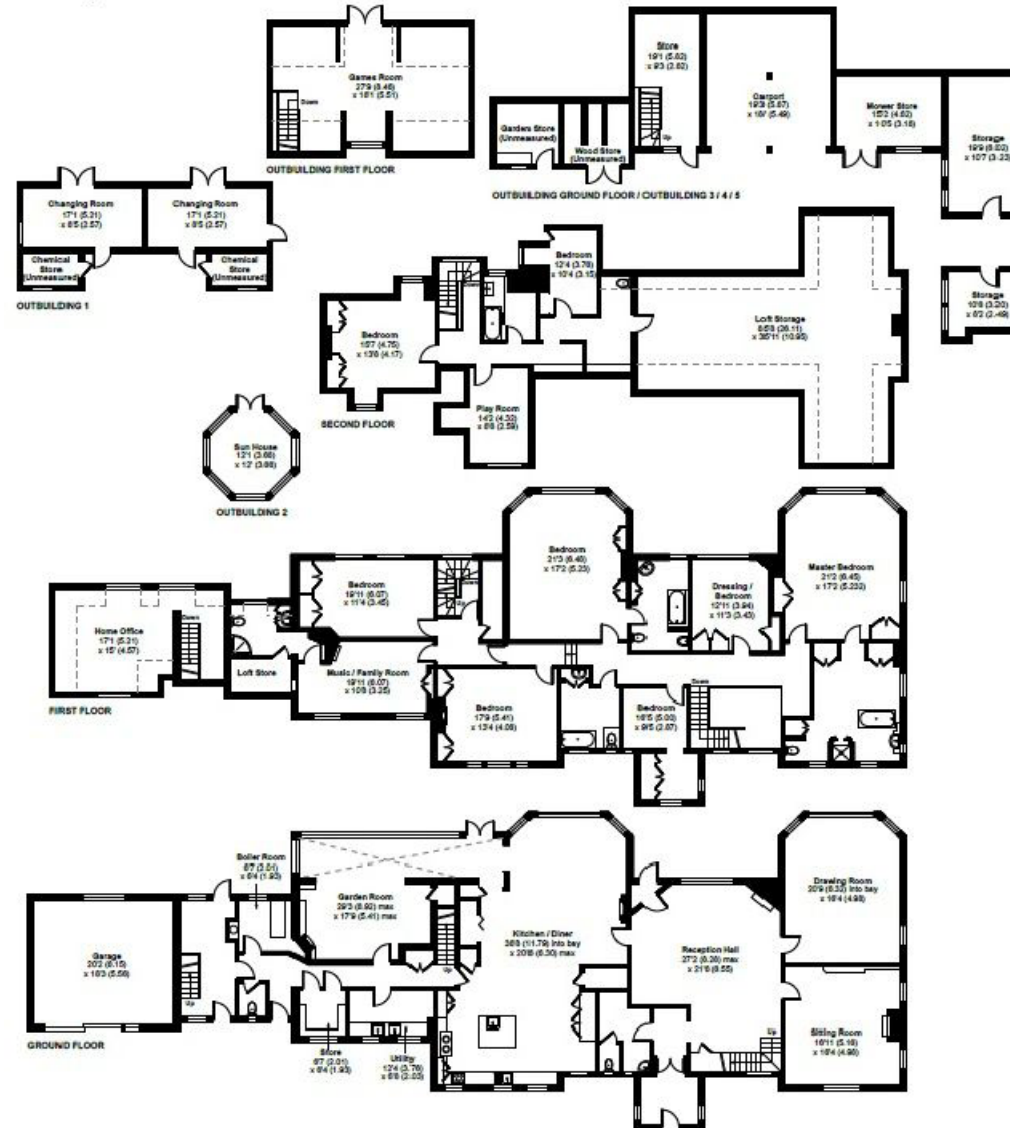 Games Room
27'9 (8.46)
x 18'1 (5.51)
Down
OUTBUILDING FIRST FLOOR
Store
19'1 (5.82)
x 9'3 (2.82)
Up
Carport
19'3 (5.87)
x 18' (5.49)
Mower Store
15'2 (4.62)
x 10'5 (3.18)
Storage
19'9 (6.02)
x 10'7 (3.23)
Garden Store
(Unmeasured)
Wood Store
(Unmeasured)
OUTBUILDING GROUND FLOOR / OUTBUILDING 3 / 4 / 5
Changing Room
17'1 (5.21)
x 8'5 (2.57)
Changing Room
17'1 (5.21)
x 8'5 (2.57)
Chemical
Store
(Unmeasured)
Chemical
Store
(Unmeasured)
OUTBUILDING 1
Bedroom
12'4 (3.76)
x 10'4 (3.15)
Down
Bedroom
15'7 (4.75)
x 13'8 (4.17)
Loft Storage
85'8 (26.11)
x 35'11 (10.95)
Storage
10'6 (3.20)
x 8'2 (2.49)
Play Room
14'2 (4.32)
x 8'6 (2.59)
SECOND FLOOR
Sun House
12'1 (3.68)
x 12' (3.66)
OUTBUILDING 2
Bedroom
21'3 (6.48)
x 17'2 (5.23)
Master Bedroom
21'2 (6.45)
x 17'2 (5.232)
Bedroom
19'11 (6.07)
x 11'4 (3.45)
Up
Dressing /
Bedroom
12'11 (3.94)
x 11'3 (3.43)
Home Office
17'1 (5.21)
x 15' (4.57)
Down
Loft Store
Music / Family Room
19'11 (6.07)
x 10'8 (3.25)
Bedroom
17'9 (5.41)
x 13'4 (4.06)
Bedroom
16'5 (5.00)
x 9'5 (2.87)
Down
FIRST FLOOR
Boiler Room
6'7 (2.01)
x 6'4 (1.93)
Garden Room
29'3 (8.92) max
x 17'9 (5.41) max
Kitchen / Diner
38'8 (11.79) into bay
x 20'8 (6.30) max
Drawing Room
20'9 (6.32) into bay
x 16'4 (4.98)
Garage
20'2 (6.15)
x 18'3 (5.56)
Reception Hall
27'2 (8.28) max
x 21'6 (6.55)
Up
Up
Up
Sitting Room
16'11 (5.16)
x 16'4 (4.98)
Store
6'7 (2.01)
x 6'4 (1.93)
Utility
12'4 (3.76)
x 6'8 (2.03)
GROUND FLOOR